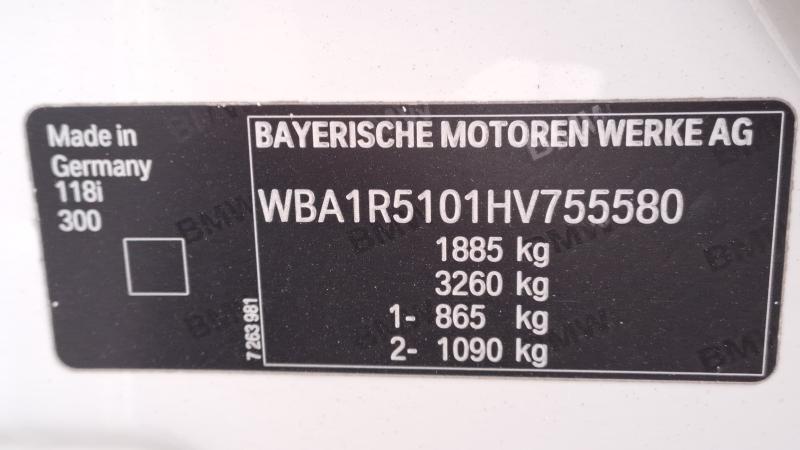 Made in
Germany
118i
300
7 263 981
BAYERISCHE MOTOREN WERKE AG
WBA1R5101HV755580
1885 kg
3260 kg
1- 865 kg
2- 1090 kg